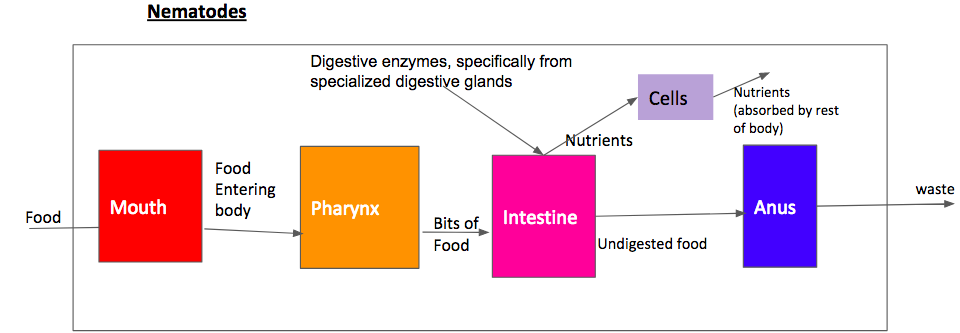 Nematodes
Digestive enzymes, specifically from
specialized digestive glands
Cells
Nutrients
(absorbed by rest
of body)
Nutrients
Food
Mouth
Food
Entering
body
Pharynx
Bits of
Food
Intestine
Undigested food
Anus
waste